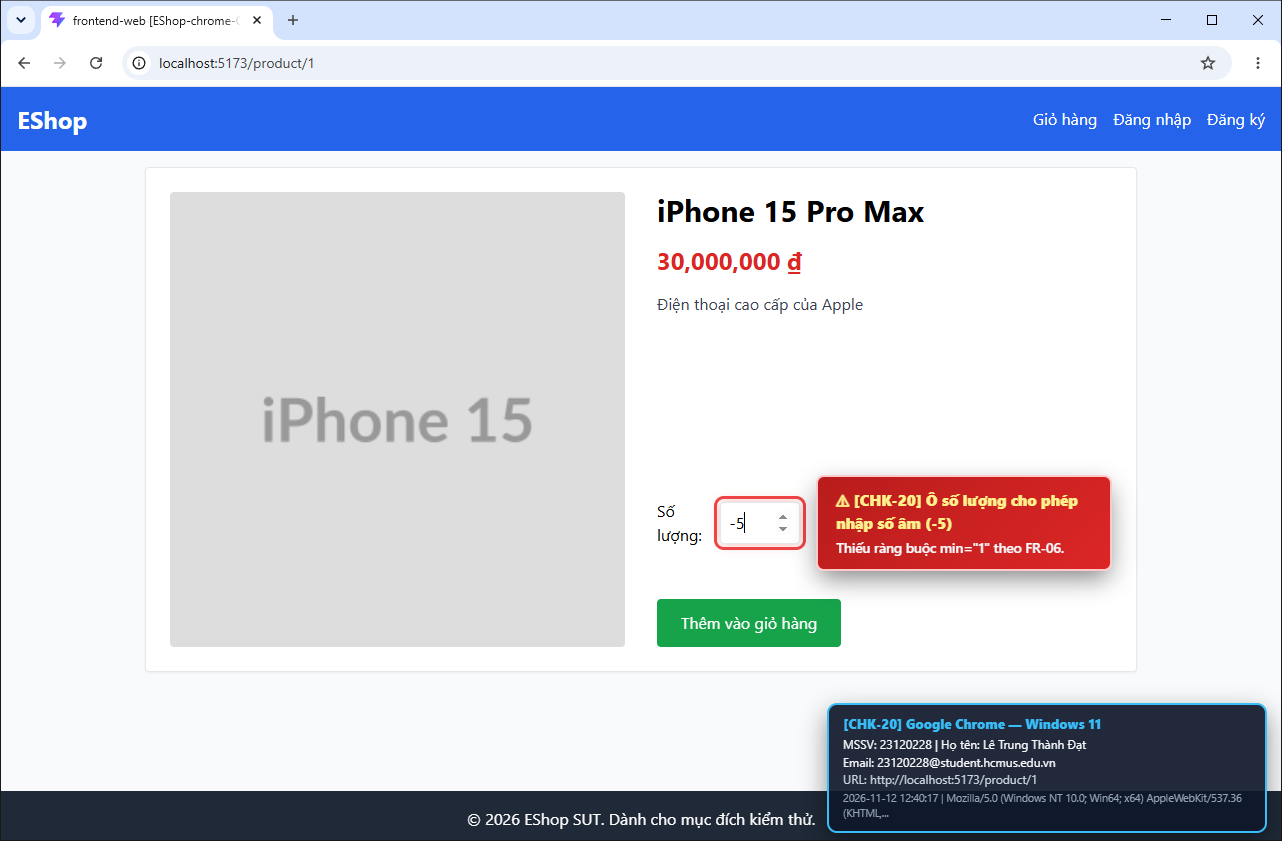 frontend-web [EShop-chrome-
localhost:5173/product/1
EShop
Giỏ hàng Đăng nhập Đăng ký
iPhone 15
iPhone 15 Pro Max
30,000,000 ₫
Điện thoại cao cấp của Apple
Số
lượng:
-5
⚠ [CHK-20] Ô số lượng cho phép
nhập số âm (-5)
Thiếu ràng buộc min="1" theo FR-06.
Thêm vào giỏ hàng
[CHK-20] Google Chrome — Windows 11
MSSV: 23120228 | Họ tên: Lê Trung Thành Đạt
Email: 23120228@student.hcmus.edu.vn
URL: http://localhost:5173/product/1
2026-11-12 12:40:17 | Mozilla/5.0 (Windows NT 10.0; Win64; x64) AppleWebKit/537.36
(KHTML,...
© 2026 EShop SUT. Dành cho mục đích kiểm thử.